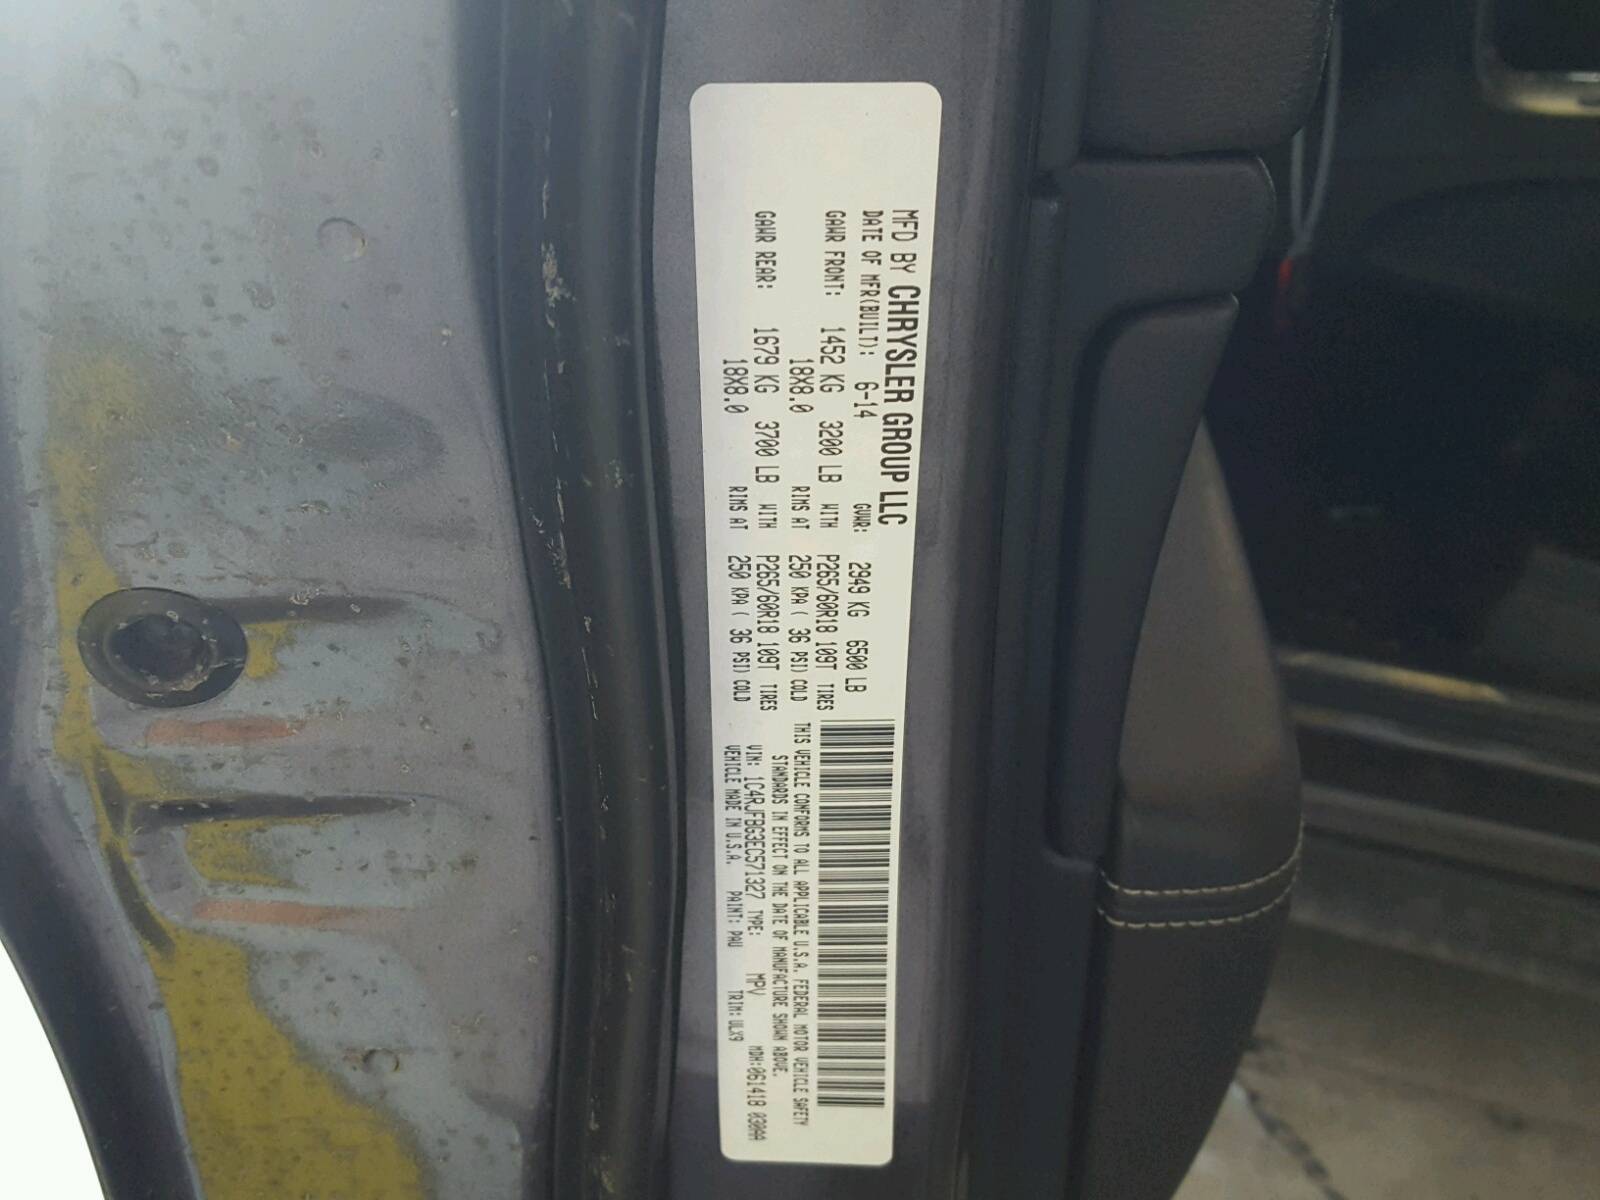 MFD BY CHRYSLER GROUP LLC
DATE OF MFR(BUILT): 6-14 GVWR: 2949 KG 6500 LB
GAWR FRONT: 1452 KG 3200 LB WITH P265/60R18 109T TIRES
18X8.0 RIMS AT 250 KPA ( 36 PSI) COLD
GAWR REAR: 1679 KG 3700 LB WITH P265/60R18 109T TIRES
18X8.0 RIMS AT 250 KPA ( 36 PSI) COLD
THIS VEHICLE CONFORMS TO ALL APPLICABLE U.S.A. FEDERAL MOTOR VEHICLE SAFETY
STANDARDS IN EFFECT ON THE DATE OF MANUFACTURE SHOWN ABOVE.
VIN: 1C4RJFBG3EC571327 TYPE: MPV MDH:061418 030AA
VEHICLE MADE IN U.S.A. PAINT: PAU TRIM: ULX9